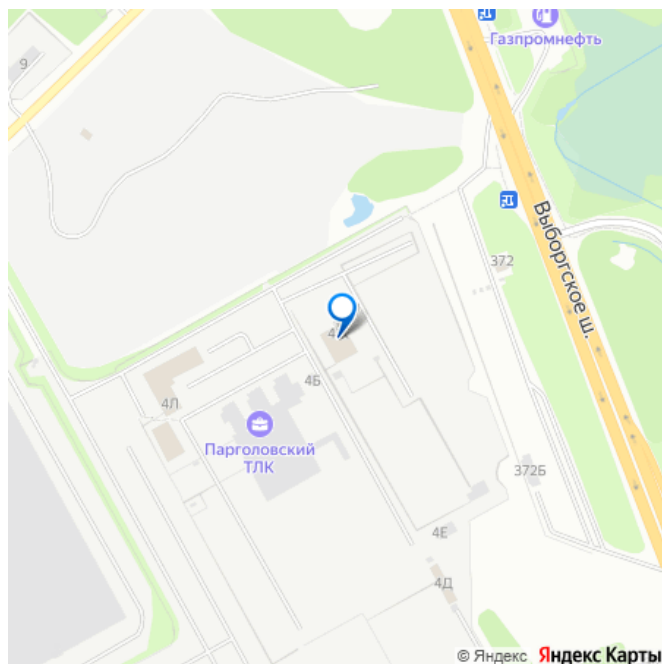 9
Газпромнефть
Выборгское ш.
372
4Б
4Л
Парголовский
ТЛК
372Б
4Е
4Д
© Яндекс Яндекс Карты